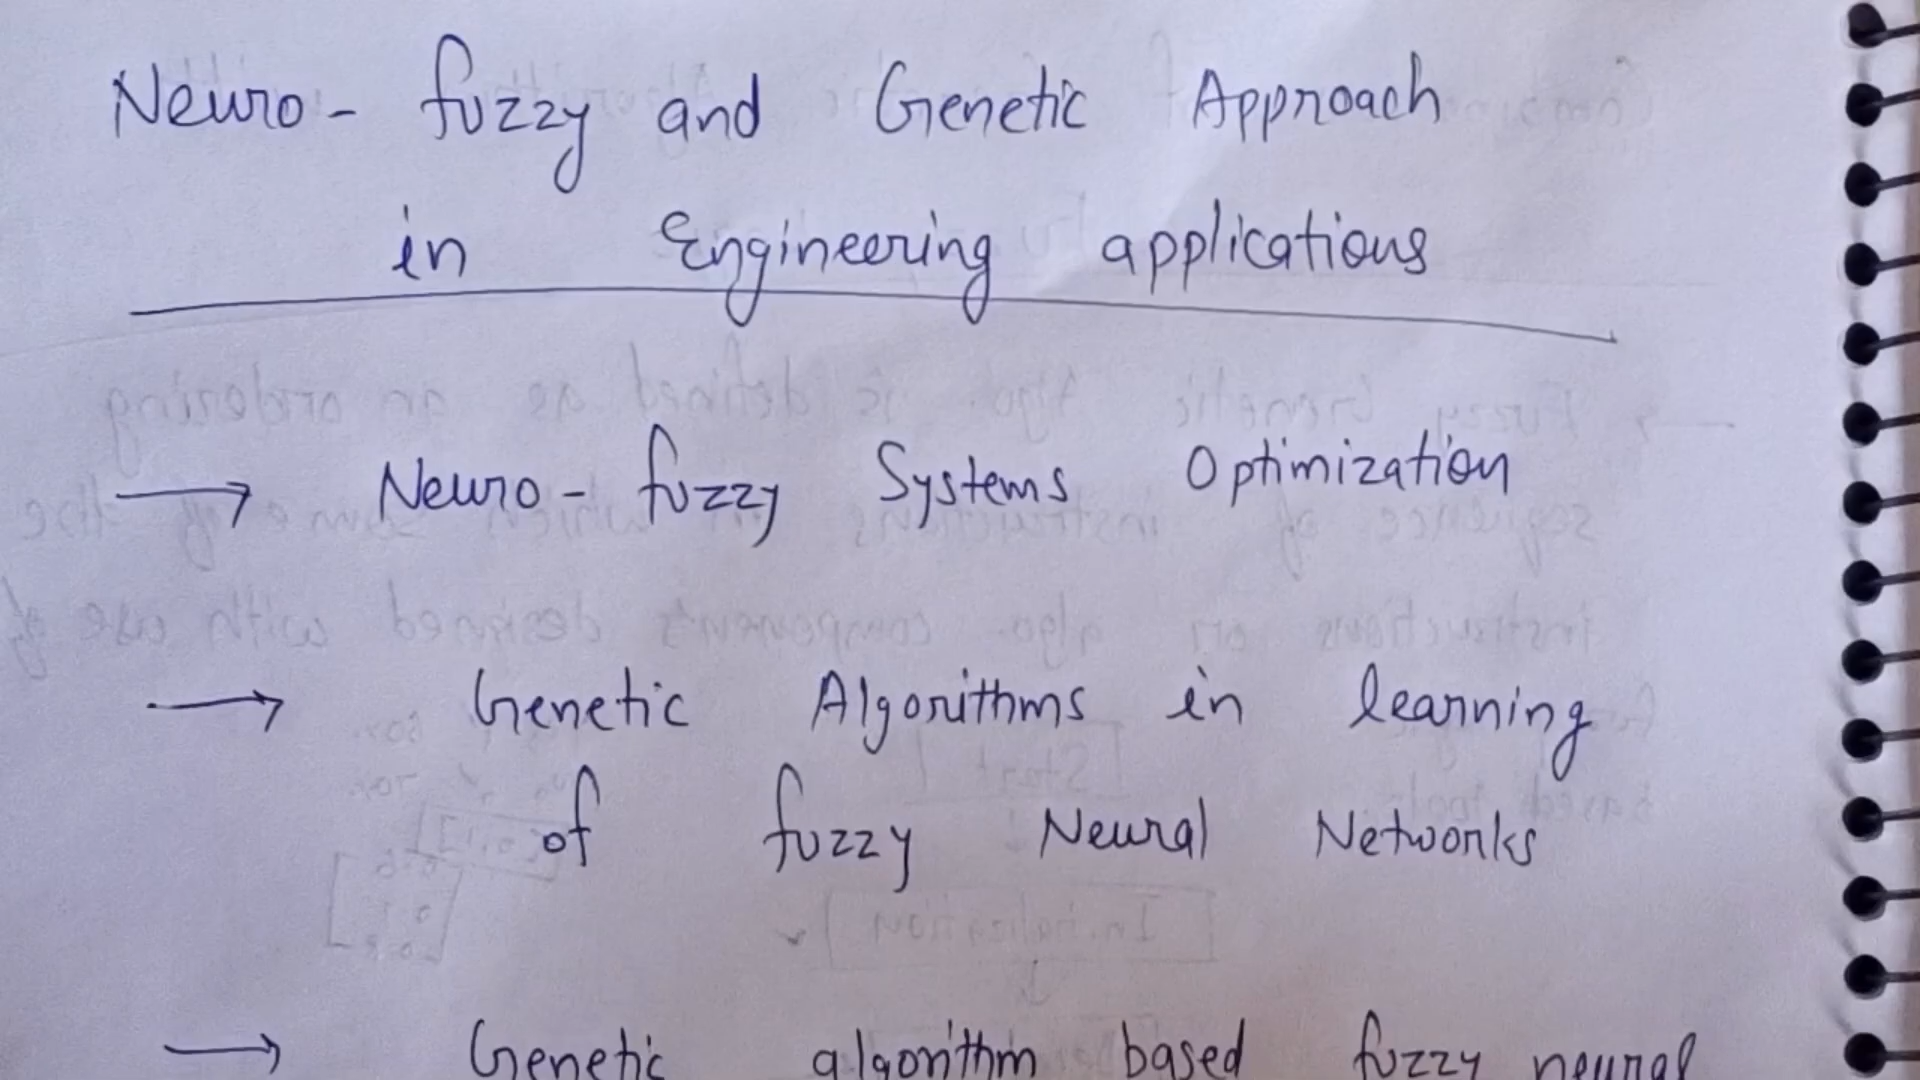 Neuro - fuzzy and Genetic Approach
in Engineering applications
→ Neuro - fuzzy Systems Optimization
→ Genetic Algorithms in learning
of fuzzy Neural Networks
→ Genetic algorithm based fuzzy neural